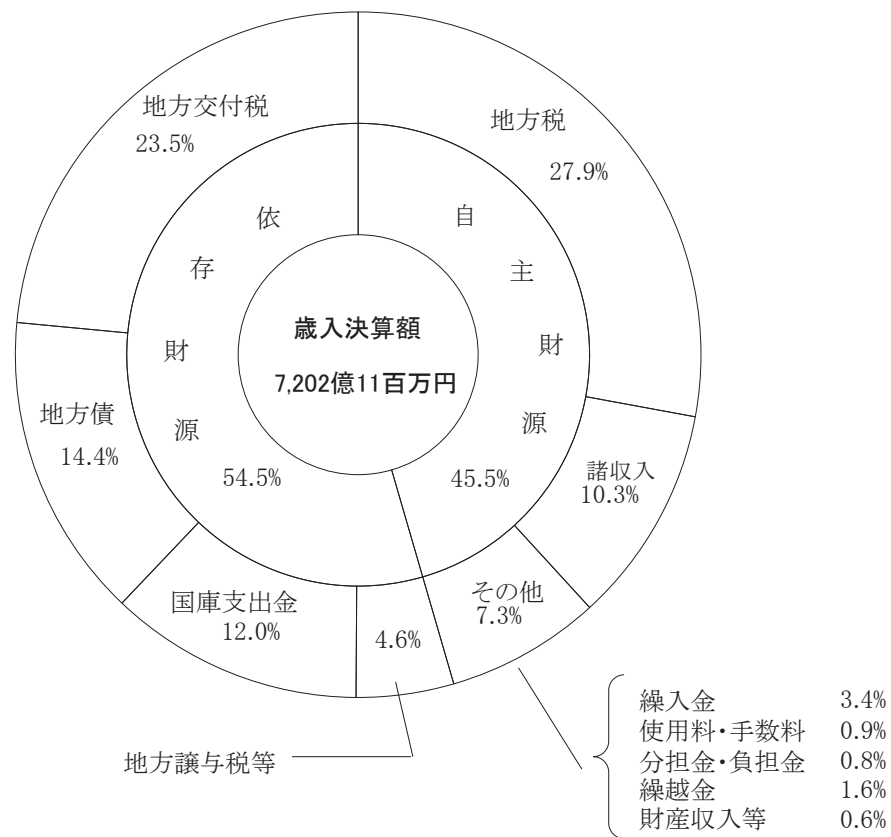 地方交付税
23.5%
地方税
27.9%
依存財源
54.5%
自主財源
45.5%
歳入決算額
7,202億11百万円
地方債
14.4%
諸収入
10.3%
国庫支出金
12.0%
4.6%
その他
7.3%
地方譲与税等
繰入金 3.4%
使用料・手数料 0.9%
分担金・負担金 0.8%
繰越金 1.6%
財産収入等 0.6%